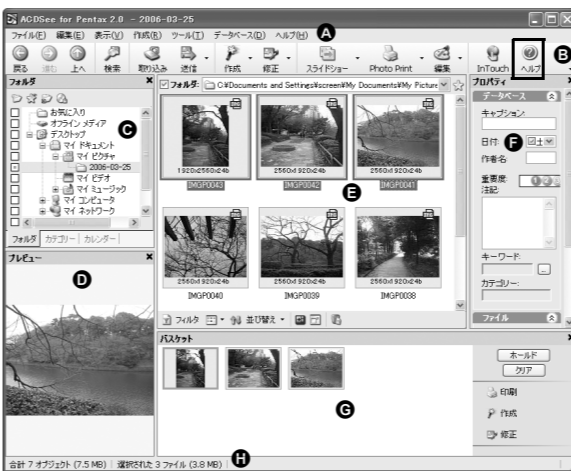 ACDSee for Pentax 2.0 - 2006-03-25
ファイル(F) 編集(E) 表示(V) 作成(R) ツール(T) データベース(D) ヘルプ(H)
A
戻る 進む 上へ 検索 取り込み 送信 作成 修正 スライドショー Photo Print 編集 InTouch ヘルプ
B
フォルダ
お気に入り
オフライン メディア
デスクトップ
マイ ドキュメント
マイ ピクチャ
2006-03-25
マイ ビデオ
マイ ミュージック
マイ コンピュータ
マイ ネットワーク
C
フォルダ カテゴリー カレンダー
プレビュー
D
フォルダ: C:¥Documents and Settings¥screen¥My Documents¥My Picture
1920x2560x24b 2560x1920x24b 2560x1920x24b
IMGP0043 IMGP0042 IMGP0041
E
2560x1920x24b 2560x1920x24b 2560x1920x24b
IMGP0040 IMGP0039 IMGP0038
フィルタ 並び替え
プロパティ
データベース
キャプション:
日付: 土
F
作者名:
重要度:
注記:
キーワード:
...
カテゴリー:
ファイル
バスケット
G
ホールド
クリア
印刷
作成
修正
合計 7 オブジェクト (7.5 MB) 選択された 3 ファイル (3.8 MB)
H